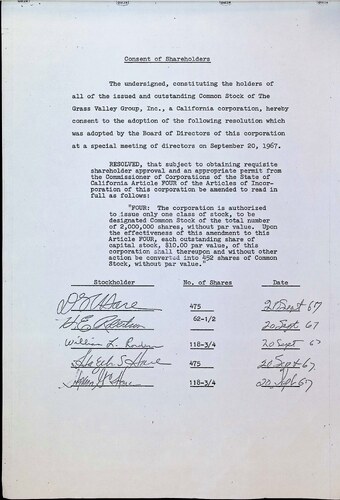 Consent of Shareholders
The undersigned, constituting the holders of
all of the issued and outstanding Common Stock of The
Grass Valley Group, Inc., a California corporation, hereby
consent to the adoption of the following resolution which
was adopted by the Board of Directors of this corporation
at a special meeting of directors on September 20, 1967.
RESOLVED, that subject to obtaining requisite
shareholder approval and an appropriate permit from
the Commissioner of Corporations of the State of
California Article FOUR of the Articles of Incor-
poration of this corporation be amended to read in
full as follows:
"FOUR: The corporation is authorized
to issue only one class of stock, to be
designated Common Stock of the total number
of 2,000,000 shares, without par value. Upon
the effectiveness of this amendment to this
Article FOUR, each outstanding share of
capital stock, $10.00 par value, of this
corporation shall thereupon and without other
action be converted into 452 shares of Common
Stock, without par value."
Stockholder No. of Shares Date
Hare 475 21 Sept 67
62-1/2 20 Sept 67
William L. 118-3/4 20 Sept 67
Hare 475 20 Sept 67
118-3/4 20 Sept 67